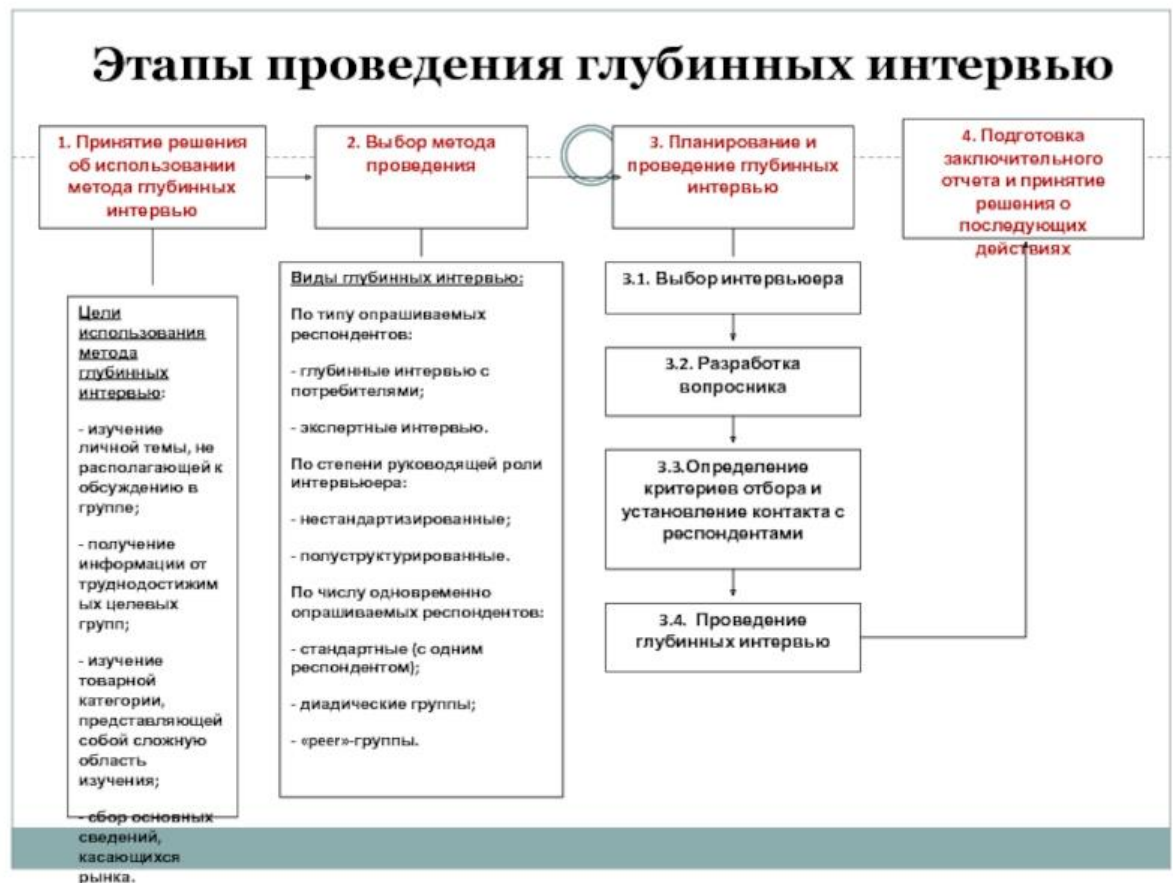 Этапы проведения глубинных интервью
1. Принятие решения
об использовании
метода глубинных
интервью
2. Выбор метода
проведения
3. Планирование и
проведение глубинных
интервью
4. Подготовка
заключительного
отчета и принятие
решения о
последующих
действиях
Цели
использования
метода
глубинных
интервью:
- изучение
личной темы, не
располагающей к
обсуждению в
группе;
- получение
информации от
труднодостижим
ых целевых
групп;
- изучение
товарной
категории,
представляющей
собой сложную
область
изучения;
- сбор основных
сведений,
касающихся
рынка.
Виды глубинных интервью:
По типу опрашиваемых
респондентов:
- глубинные интервью с
потребителями;
- экспертные интервью.
По степени руководящей роли
интервьюера:
- нестандартизированные;
- полуструктурированные.
По числу одновременно
опрашиваемых респондентов:
- стандартные (с одним
респондентом);
- диадические группы;
- «peer»-группы.
3.1. Выбор интервьюера
3.2. Разработка
вопросника
3.3.Определение
критериев отбора и
установление контакта с
респондентами
3.4. Проведение
глубинных интервью